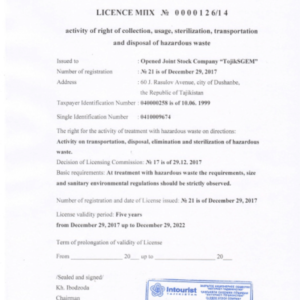 LICENCE MIIX № 0000126/14
activity of right of collection, usage, sterilization, transportation
and disposal of hazardous waste
Issued to : Opened Joint Stock Company "TojikSGEM"
Number of registration : № 21 is of December 29, 2017
Address : 60 J. Rasulov Avenue, city of Dushanbe,
the Republic of Tajikistan
Taxpayer Identification Number : 040000250 is of 10.06. 1999
Single Identification Number : 0410009674
The right for the activity of treatment with hazardous waste on directions:
Activity on transportation, disposal, elimination and sterilization of hazardous
waste.
Decision of Licensing Commission: № 17 is of 29.12. 2017
Basic requirements: At treatment with hazardous waste the requirements, size
and sanitary environmental regulations should be strictly observed.
Number of registration and date of License issued: № 21 is of December 29, 2017
License validity period: Five years
from December 29, 2017 up to December 29, 2022
Term of prolongation of validity of License
From 20__ up to 20__
/Sealed and signed/
Kh. Dodzoda
Chairman
intourist